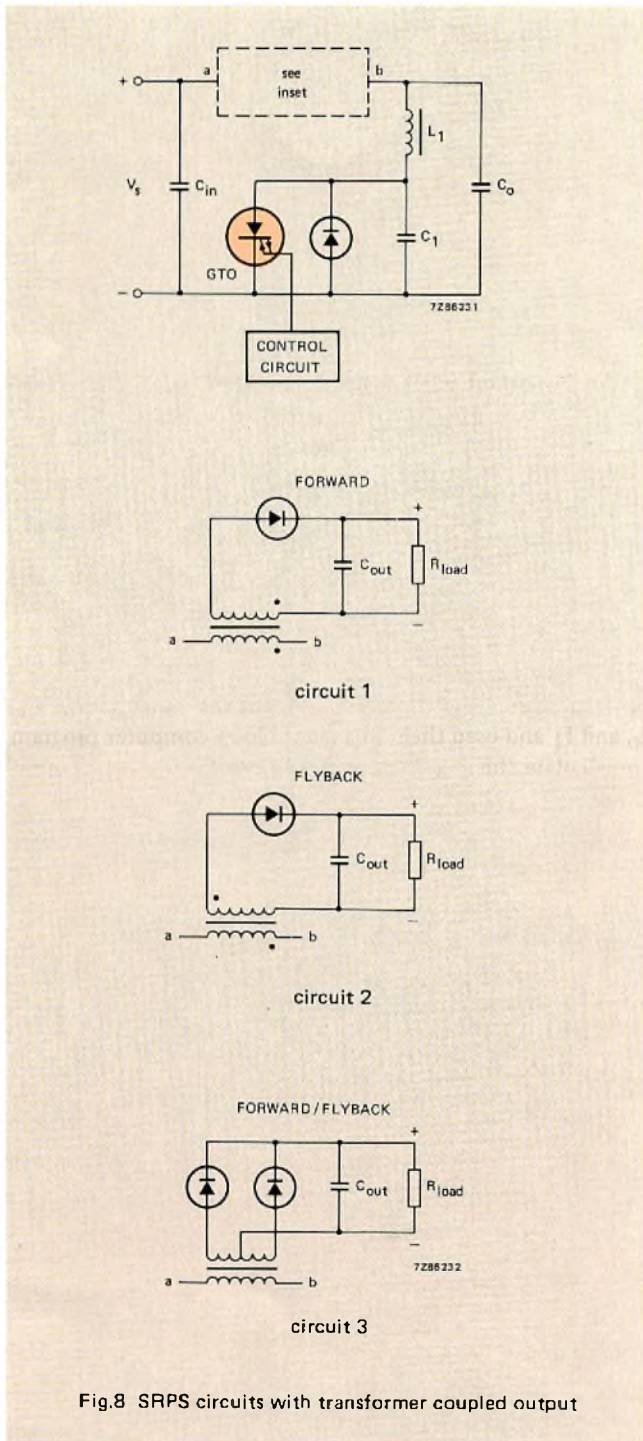 a
see
inset
b
+
L1
Vs
Cin
Co
C1
GTO
−
7Z86231
CONTROL
CIRCUIT
FORWARD
+
Cout
Rload
−
a
b
circuit 1
FLYBACK
+
Cout
Rload
−
a
b
circuit 2
FORWARD/FLYBACK
+
Cout
Rload
−
7Z86232
a
b
circuit 3
Fig.8 SRPS circuits with transformer coupled output